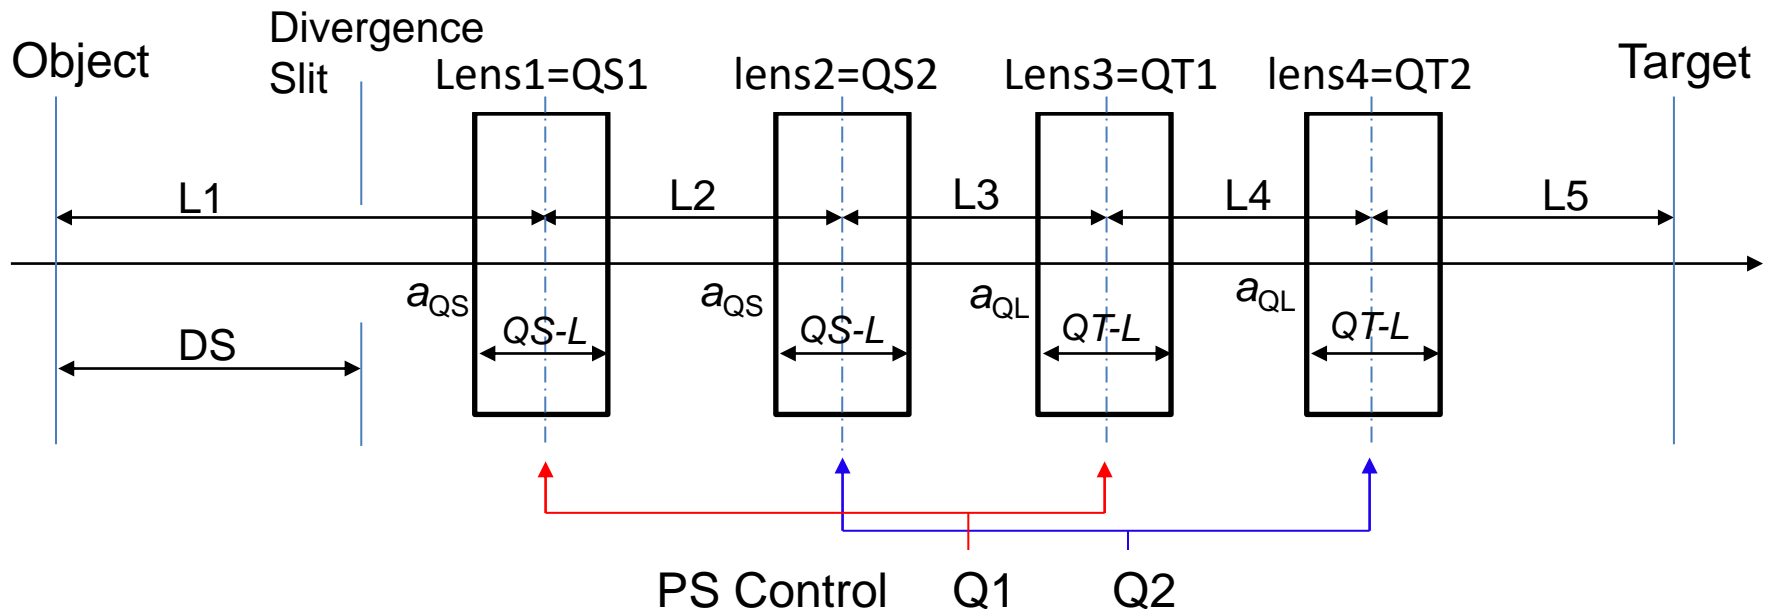 Object
Divergence
Slit
Lens1=QS1
lens2=QS2
Lens3=QT1
lens4=QT2
Target
L1
L2
L3
L4
L5
aQS
aQS
aQL
aQL
QS-L
QS-L
QT-L
QT-L
DS
PS Control
Q1
Q2